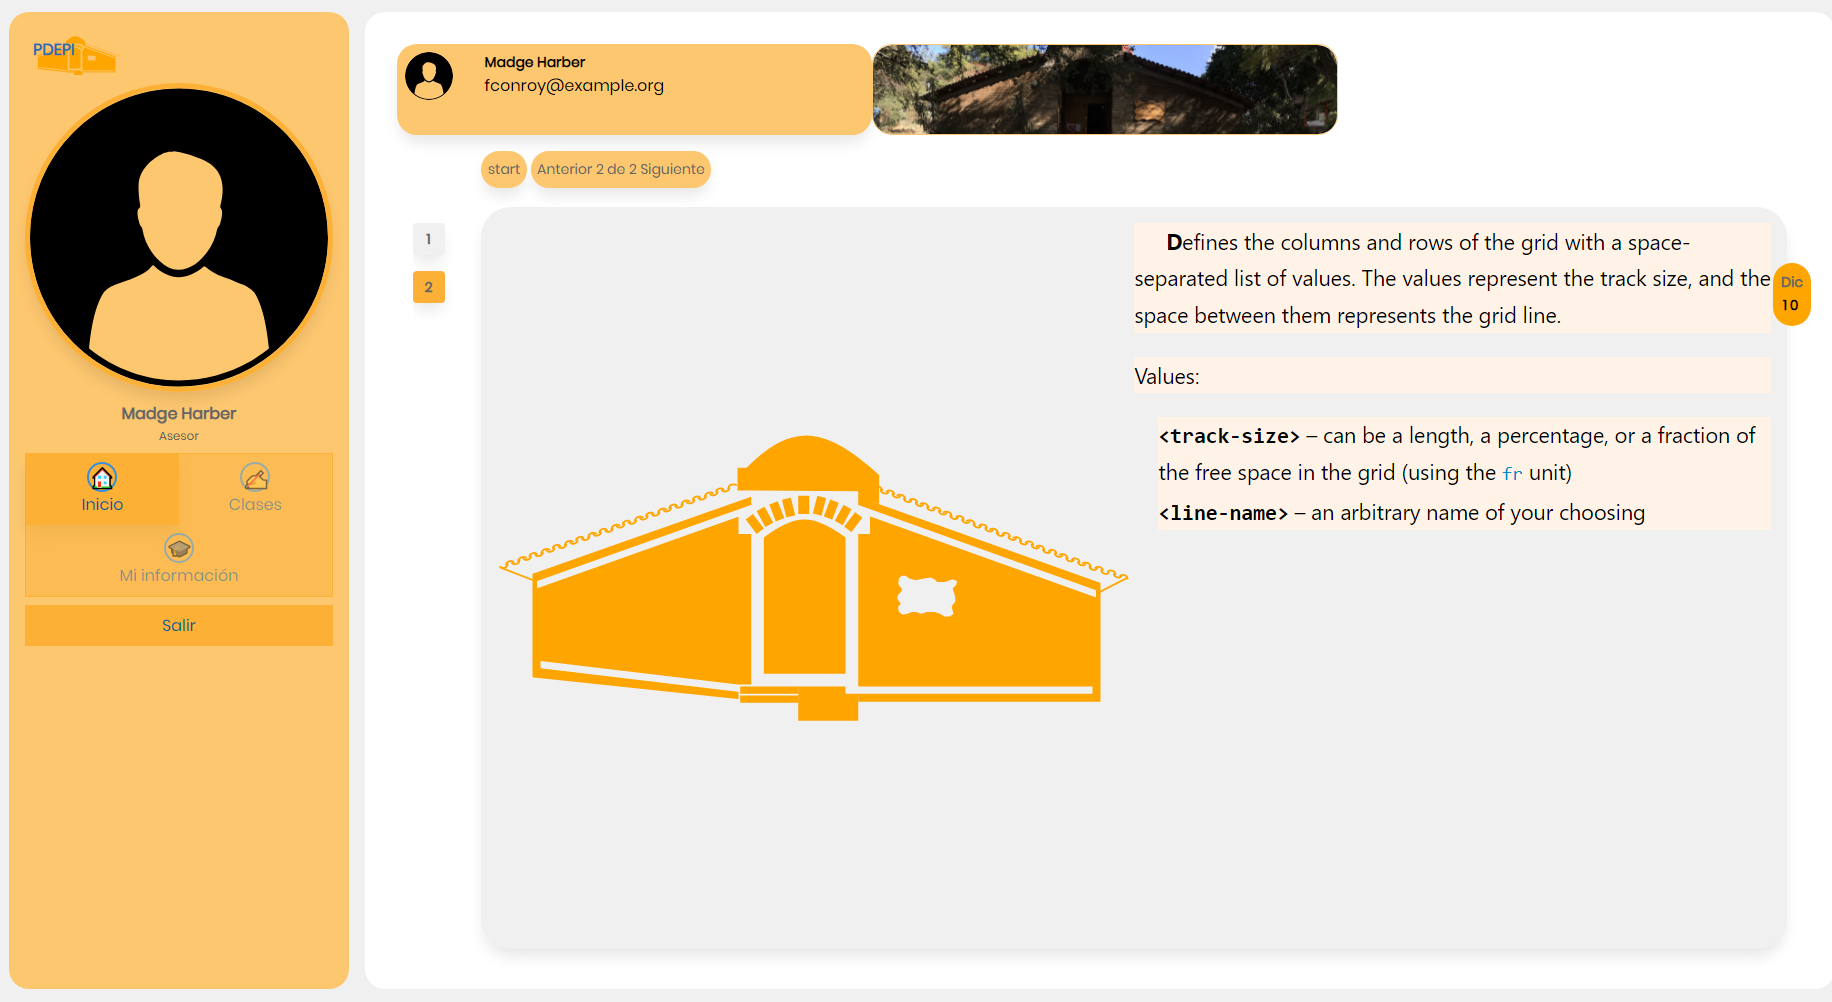 PDEPI
Madge Harber
Asesor
Inicio
Clases
Mi información
Salir
Madge Harber
fconroy@example.org
start
Anterior 2 de 2 Siguiente
1
2
Defines the columns and rows of the grid with a space-
separated list of values. The values represent the track size, and the
space between them represents the grid line.
Values:
<track-size> – can be a length, a percentage, or a fraction of
the free space in the grid (using the fr unit)
<line-name> – an arbitrary name of your choosing
Dic
10